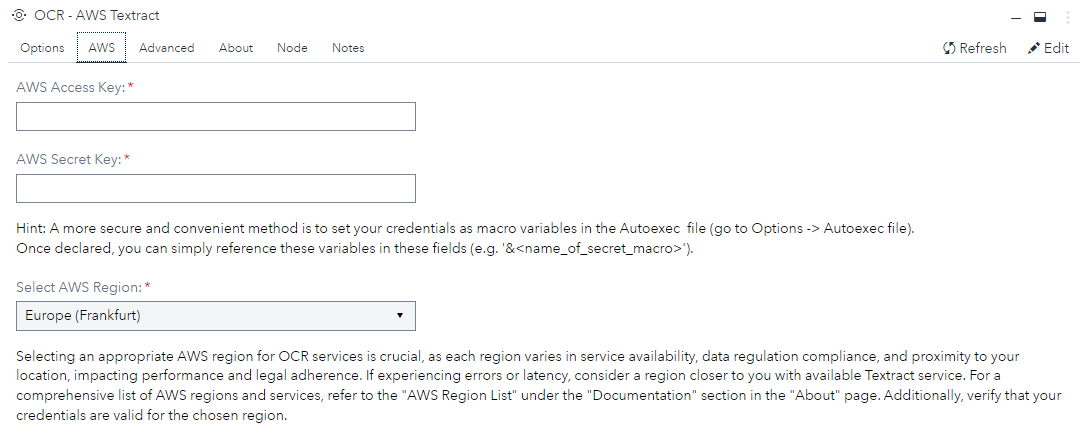 OCR - AWS Textract
Options AWS Advanced About Node Notes Refresh Edit
AWS Access Key: *
AWS Secret Key: *
Hint: A more secure and convenient method is to set your credentials as macro variables in the Autoexec file (go to Options -> Autoexec file).
Once declared, you can simply reference these variables in these fields (e.g. '&<name_of_secret_macro>').
Select AWS Region: *
Europe (Frankfurt)
Selecting an appropriate AWS region for OCR services is crucial, as each region varies in service availability, data regulation compliance, and proximity to your
location, impacting performance and legal adherence. If experiencing errors or latency, consider a region closer to you with available Textract service. For a
comprehensive list of AWS regions and services, refer to the "AWS Region List" under the "Documentation" section in the "About" page. Additionally, verify that your
credentials are valid for the chosen region.